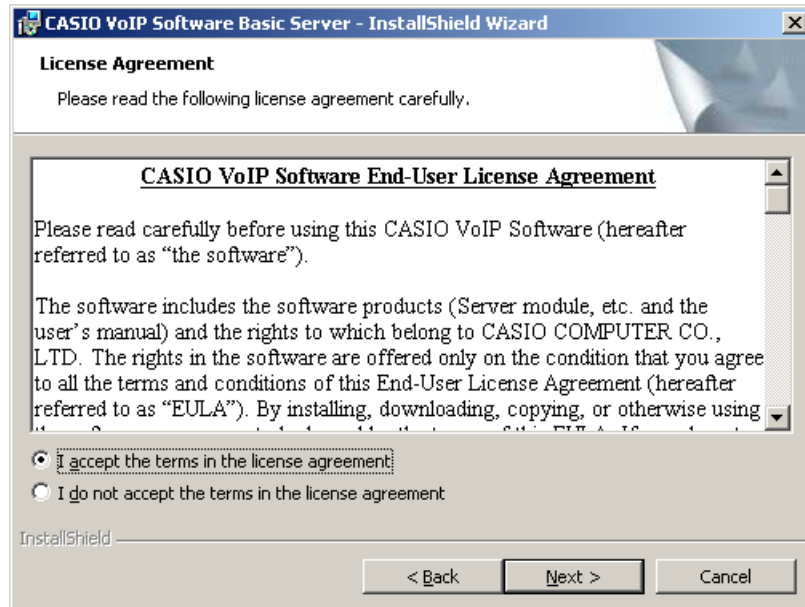 CASIO VoIP Software Basic Server - InstallShield Wizard
License Agreement
Please read the following license agreement carefully.
CASIO VoIP Software End-User License Agreement
Please read carefully before using this CASIO VoIP Software (hereafter
referred to as “the software”).
The software includes the software products (Server module, etc. and the
user’s manual) and the rights to which belong to CASIO COMPUTER CO.,
LTD. The rights in the software are offered only on the condition that you agree
to all the terms and conditions of this End-User License Agreement (hereafter
referred to as “EULA”). By installing, downloading, copying, or otherwise using
I accept the terms in the license agreement
I do not accept the terms in the license agreement
InstallShield
< Back
Next >
Cancel